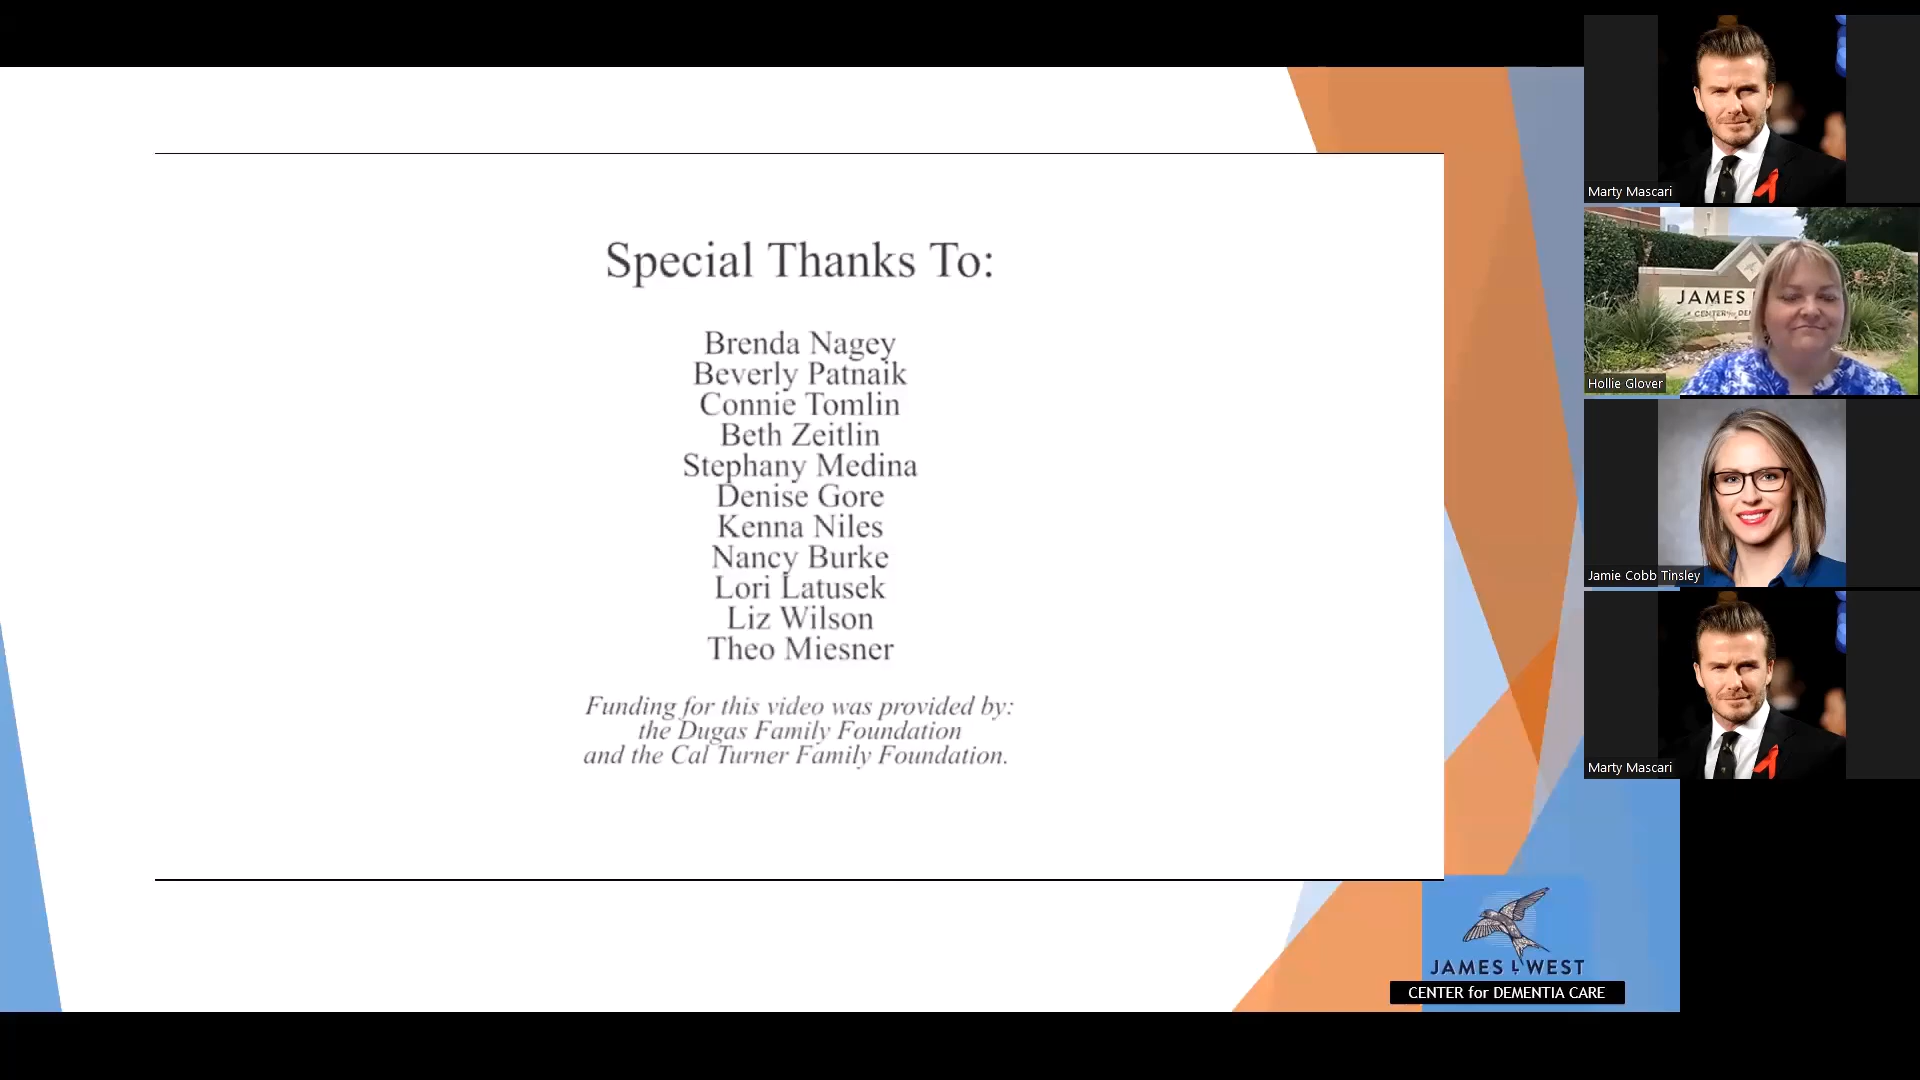 Special Thanks To:
Brenda Nagey
Beverly Patnaik
Connie Tomlin
Beth Zeitlin
Stephany Medina
Denise Gore
Kenna Niles
Nancy Burke
Lori Latusek
Liz Wilson
Theo Miesner
Funding for this video was provided by:
the Dugas Family Foundation
and the Cal Turner Family Foundation.
JAMES L WEST
CENTER for DEMENTIA CARE
Marty Mascari
JAMES
CENTER for DE
Hollie Glover
Jamie Cobb Tinsley
Marty Mascari